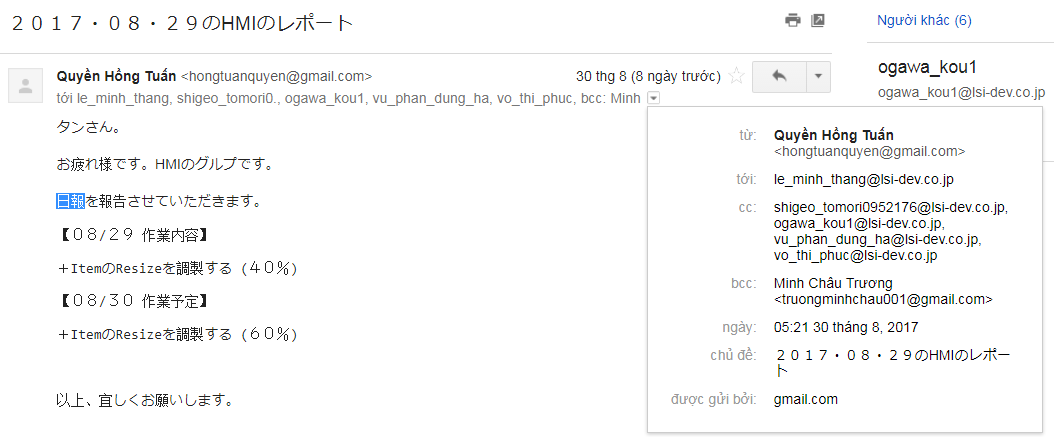 ２０１７・０８・２９のHMIのレポート
Người khác (6)
Quyền Hồng Tuấn <hongtuanquyen@gmail.com>
30 thg 8 (8 ngày trước)
ogawa_kou1
tới le_minh_thang, shigeo_tomori0., ogawa_kou1, vu_phan_dung_ha, vo_thi_phuc, bcc: Minh
ogawa_kou1@lsi-dev.co.jp
タンさん。
お疲れ様です。HMIのグルプです。
日報を報告させていただきます。
【０８/２９ 作業内容】
＋ItemのResizeを調製する（４０％）
【０８/３０ 作業予定】
＋ItemのResizeを調製する（６０％）
以上、宜しくお願いします。
từ: Quyền Hồng Tuấn
<hongtuanquyen@gmail.com>
tới: le_minh_thang@lsi-dev.co.jp
cc: shigeo_tomori0952176@lsi-dev.co.jp,
ogawa_kou1@lsi-dev.co.jp,
vu_phan_dung_ha@lsi-dev.co.jp,
vo_thi_phuc@lsi-dev.co.jp
bcc: Minh Châu Trương
<truongminhchau001@gmail.com>
ngày: 05:21 30 tháng 8, 2017
chủ đề: ２０１７・０８・２９のHMIのレポー
ト
được gửi bởi: gmail.com